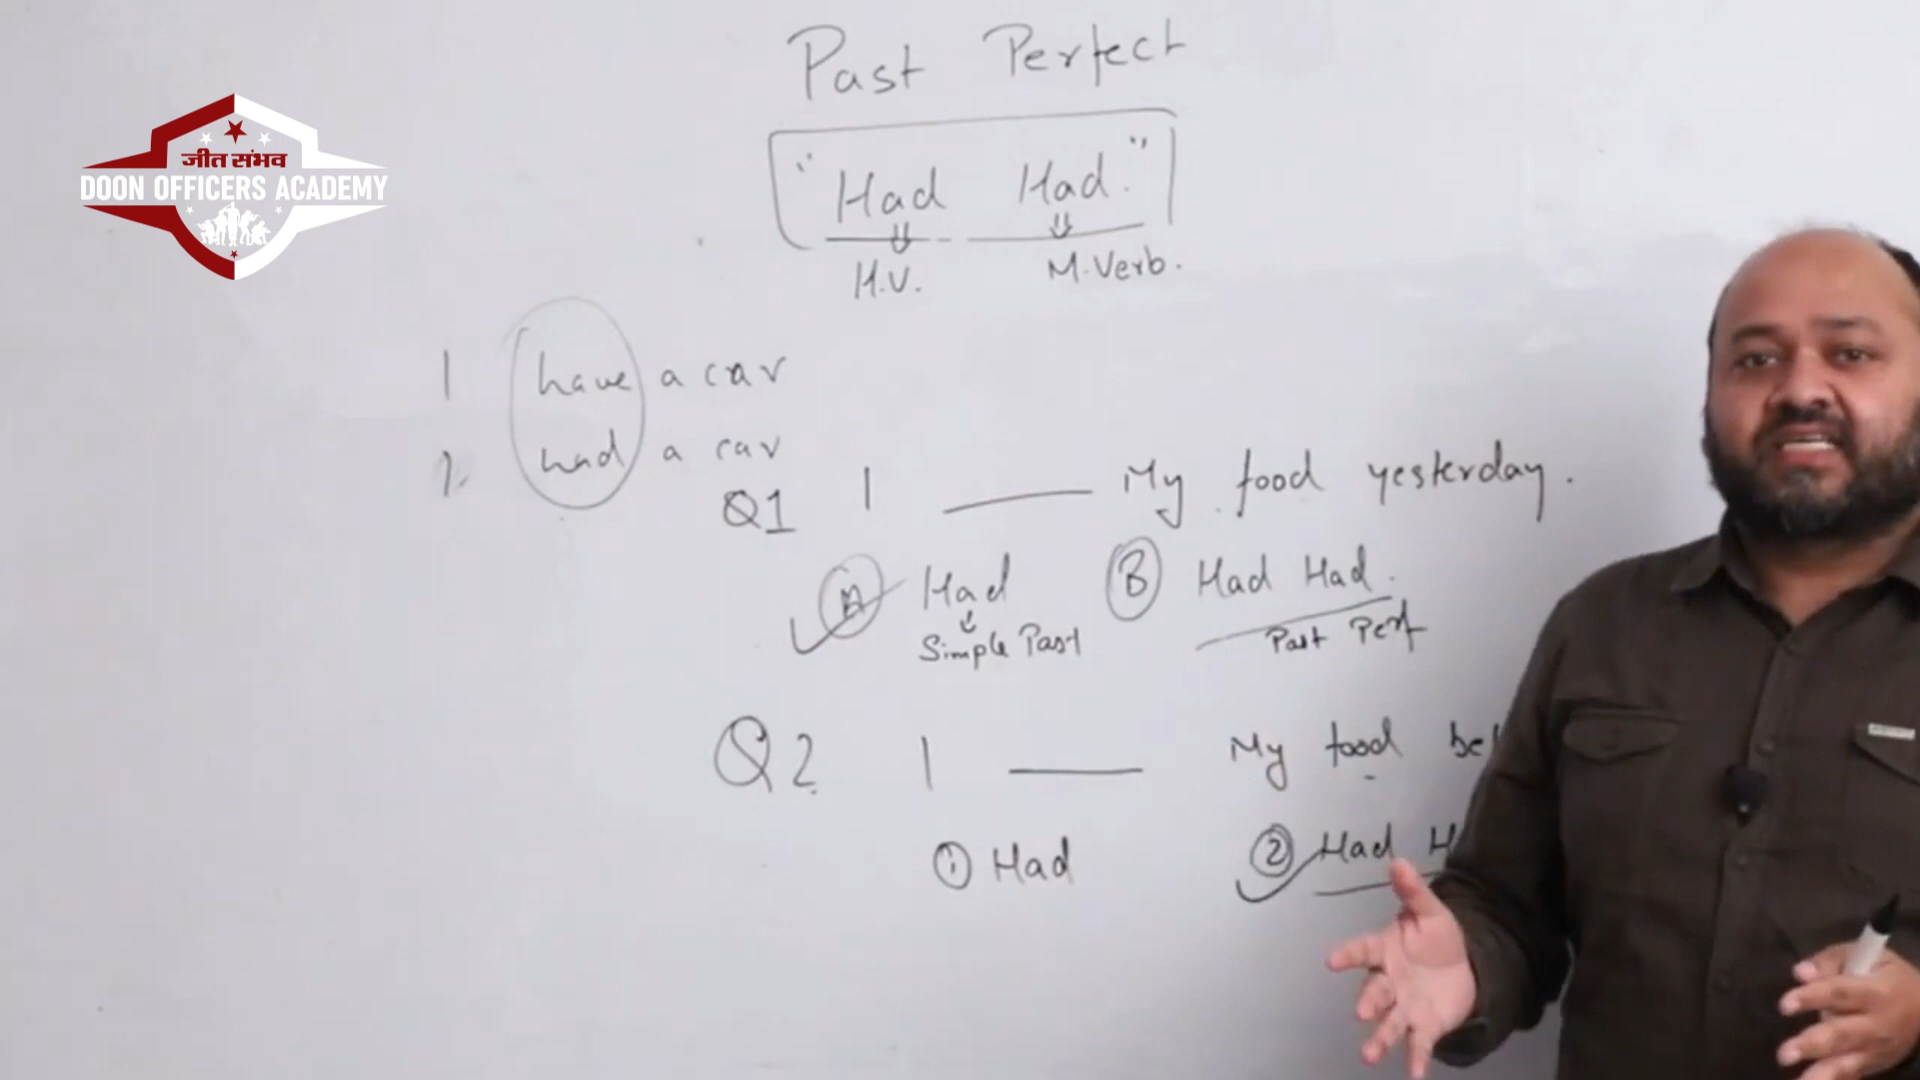 जीत संभव
DOON OFFICERS ACADEMY
Past Perfect
"Had Had."
H.V. M.Verb.
I have a car
I had a car
Q1 I ____ My food yesterday.
A Had B Had Had.
Simple Past Past Perf
Q2 I ____ My food
1 Had 2 Had